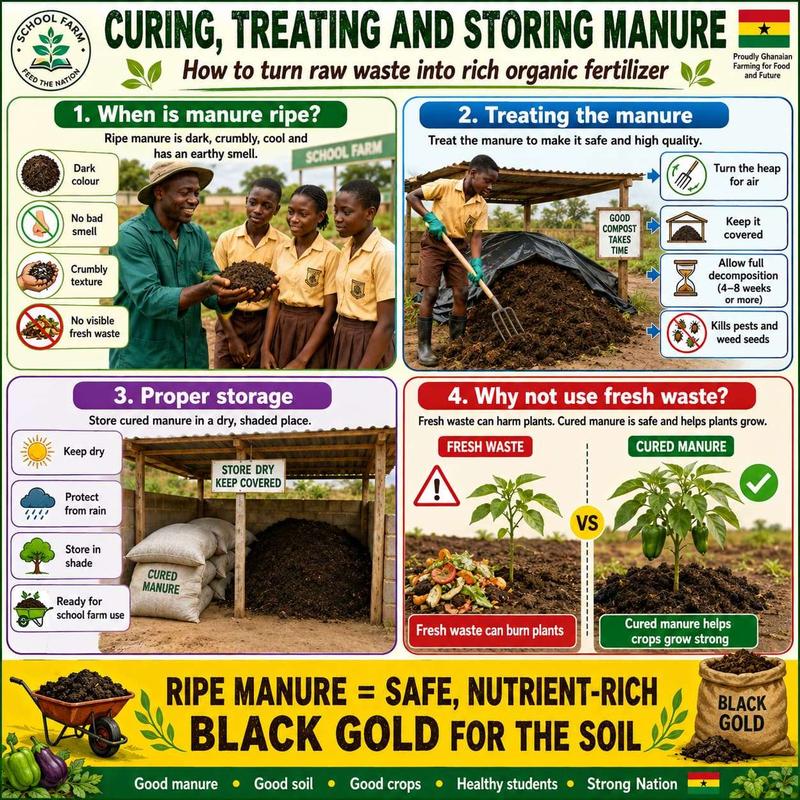 SCHOOL FARM
FEED THE NATION
CURING, TREATING AND STORING MANURE
How to turn raw waste into rich organic fertilizer
Proudly Ghanaian
Farming for Food
and Future
1. When is manure ripe?
Ripe manure is dark, crumbly, cool and
has an earthy smell.
Dark
colour
No bad
smell
Crumbly
texture
No visible
fresh waste
SCHOOL FARM
2. Treating the manure
Treat the manure to make it safe and high quality.
GOOD
COMPOST
TAKES
TIME
Turn the heap
for air
Keep it
covered
Allow full
decomposition
(4–8 weeks
or more)
Kills pests and
weed seeds
3. Proper storage
Store cured manure in a dry, shaded place.
Keep dry
Protect
from rain
Store in
shade
Ready for
school farm use
STORE DRY
KEEP COVERED
CURED
MANURE
4. Why not use fresh waste?
Fresh waste can harm plants. Cured manure is safe and helps plants grow.
FRESH WASTE
VS
CURED MANURE
Fresh waste can burn plants
Cured manure helps
crops grow strong
RIPE MANURE = SAFE, NUTRIENT-RICH
BLACK GOLD FOR THE SOIL
BLACK
GOLD
Good manure • Good soil • Good crops • Healthy students • Strong Nation